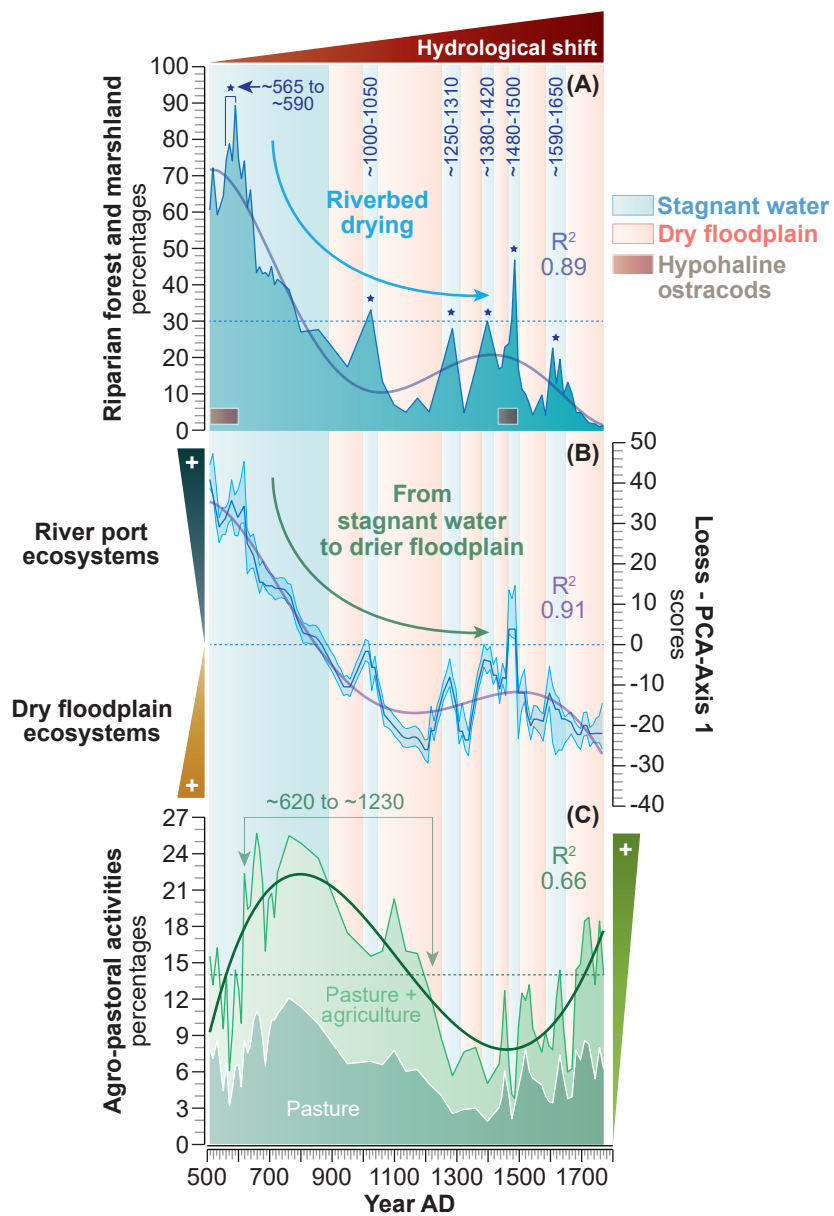 Hydrological shift
(A)
Riparian forest and marshland
percentages
100
90
80
70
60
50
40
30
20
10
0
~565 to
~590
~1000-1050
~1250-1310
~1380-1420
~1480-1500
~1590-1650
Riverbed
drying
R²
0.89
Stagnant water
Dry floodplain
Hypohaline
ostracods
(B)
+
River port
ecosystems
Dry floodplain
ecosystems
+
From
stagnant water
to drier floodplain
R²
0.91
50
40
30
20
10
0
-10
-20
-30
-40
Loess - PCA-Axis 1
scores
(C)
~620 to ~1230
Agro-pastoral activities
percentages
27
24
21
18
15
12
9
6
3
0
R²
0.66
+
Pasture +
agriculture
Pasture
500 700 900 1100 1300 1500 1700
Year AD